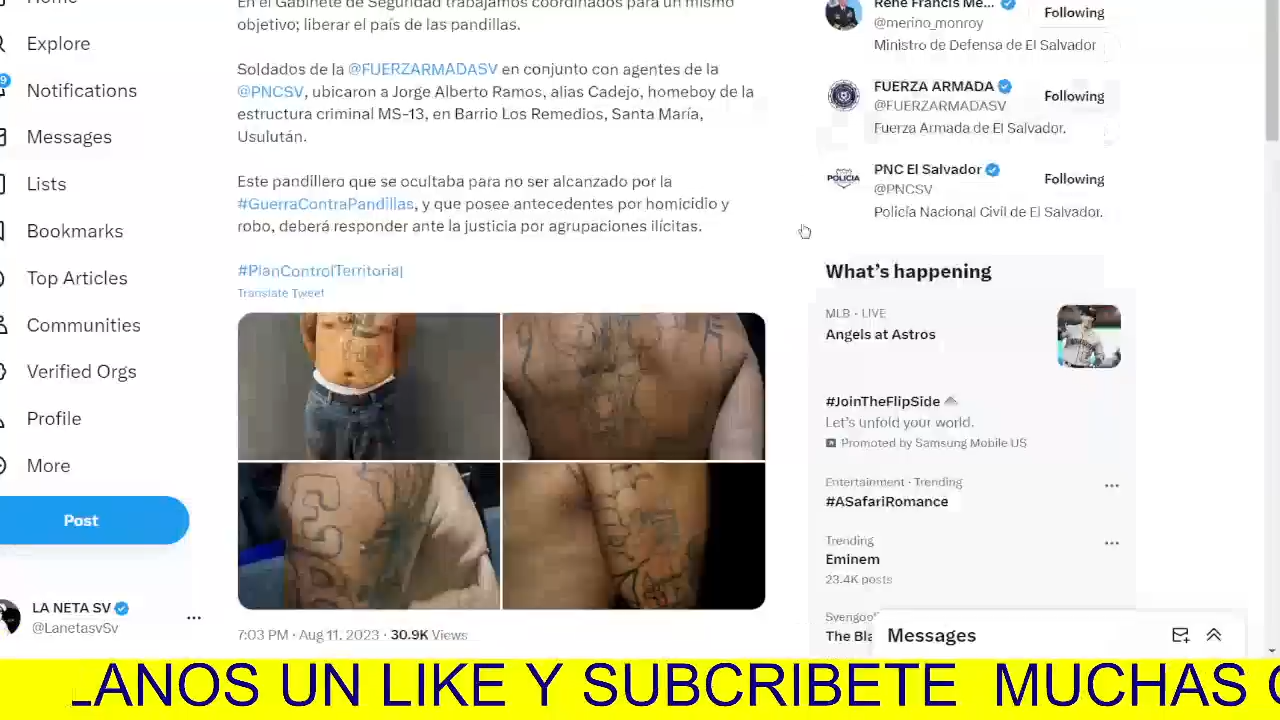 Home
Explore
9
Notifications
Messages
Lists
Bookmarks
Top Articles
Communities
Verified Orgs
Profile
More
Post
LA NETA SV
@LanetasvSv
En el Gabinete de Seguridad trabajamos coordinados para un mismo
objetivo; liberar el país de las pandillas.
Soldados de la @FUERZARMADASV en conjunto con agentes de la
@PNCSV, ubicaron a Jorge Alberto Ramos, alias Cadejo, homeboy de la
estructura criminal MS-13, en Barrio Los Remedios, Santa María,
Usulután.
Este pandillero que se ocultaba para no ser alcanzado por la
#GuerraContraPandillas, y que posee antecedentes por homicidio y
robo, deberá responder ante la justicia por agrupaciones ilícitas.
#PlanControlTerritorial
Translate Tweet
7:03 PM · Aug 11, 2023 · 30.9K Views
René Francis Me...
Following
@merino_monroy
Ministro de Defensa de El Salvador
FUERZA ARMADA
Following
@FUERZARMADASV
Fuerza Armada de El Salvador.
POLICIA
PNC El Salvador
Following
@PNCSV
Policía Nacional Civil de El Salvador.
What's happening
MLB · LIVE
Angels at Astros
#JoinTheFlipSide
Let's unfold your world.
Promoted by Samsung Mobile US
Entertainment · Trending
#ASafariRomance
Trending
Eminem
23.4K posts
Svengool
The Bla
Messages
LANOS UN LIKE Y SUBCRIBETE MUCHAS